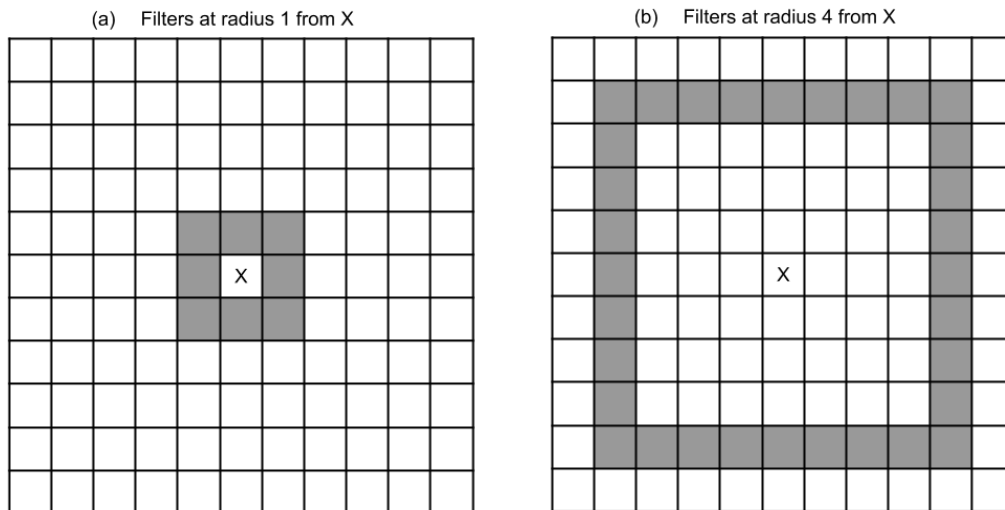 (a) Filters at radius 1 from X
(b) Filters at radius 4 from X
X
X